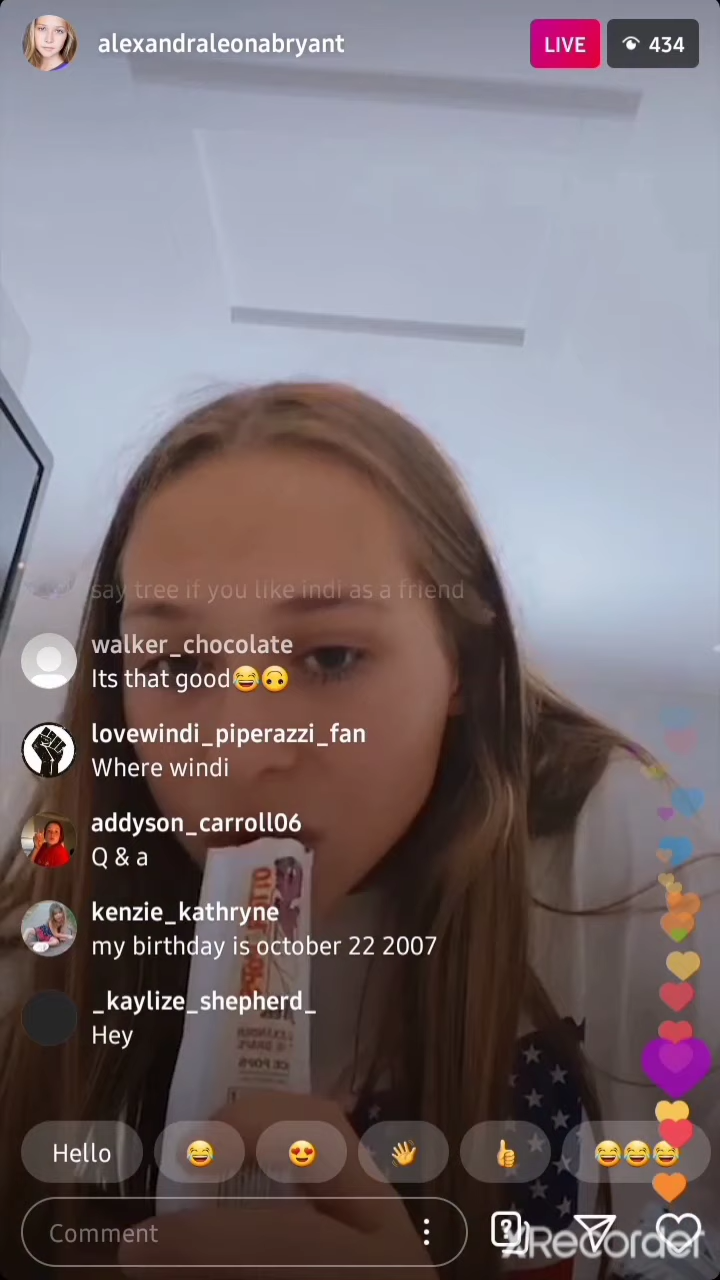 alexandraleonabryant
LIVE
434
say tree if you like indi as a friend
walker_chocolate
Its that good😂🙃
lovewindi_piperazzi_fan
Where windi
addyson_carroll06
Q & a
kenzie_kathryne
my birthday is october 22 2007
_kaylize_shepherd_
Hey
Hello
😂
😍
👋
👍
😂😂😂
Comment
XRecorder